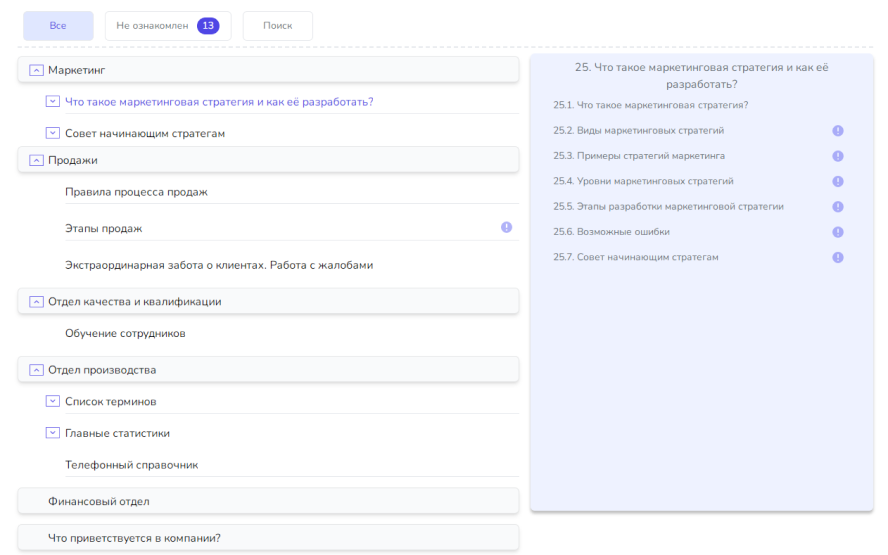 Все
Не ознакомлен 13
Поиск
Маркетинг
Что такое маркетинговая стратегия и как её разработать?
Совет начинающим стратегам
Продажи
Правила процесса продаж
Этапы продаж
Экстраординарная забота о клиентах. Работа с жалобами
Отдел качества и квалификации
Обучение сотрудников
Отдел производства
Список терминов
Главные статистики
Телефонный справочник
Финансовый отдел
Что приветствуется в компании?
25. Что такое маркетинговая стратегия и как её
разработать?
25.1. Что такое маркетинговая стратегия?
25.2. Виды маркетинговых стратегий
25.3. Примеры стратегий маркетинга
25.4. Уровни маркетинговых стратегий
25.5. Этапы разработки маркетинговой стратегии
25.6. Возможные ошибки
25.7. Совет начинающим стратегам